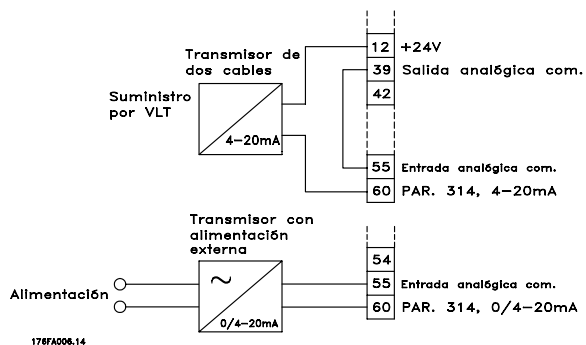 Transmisor de
dos cables
Suministro
por VLT
4-20mA
12 +24V
39 Salida analógica com.
42
55 Entrada analógica com.
60 PAR. 314, 4-20mA
Transmisor con
alimentación
externa
Alimentación
~
0/4-20mA
54
55 Entrada analógica com.
60 PAR. 314, 0/4-20mA
176FA006.14